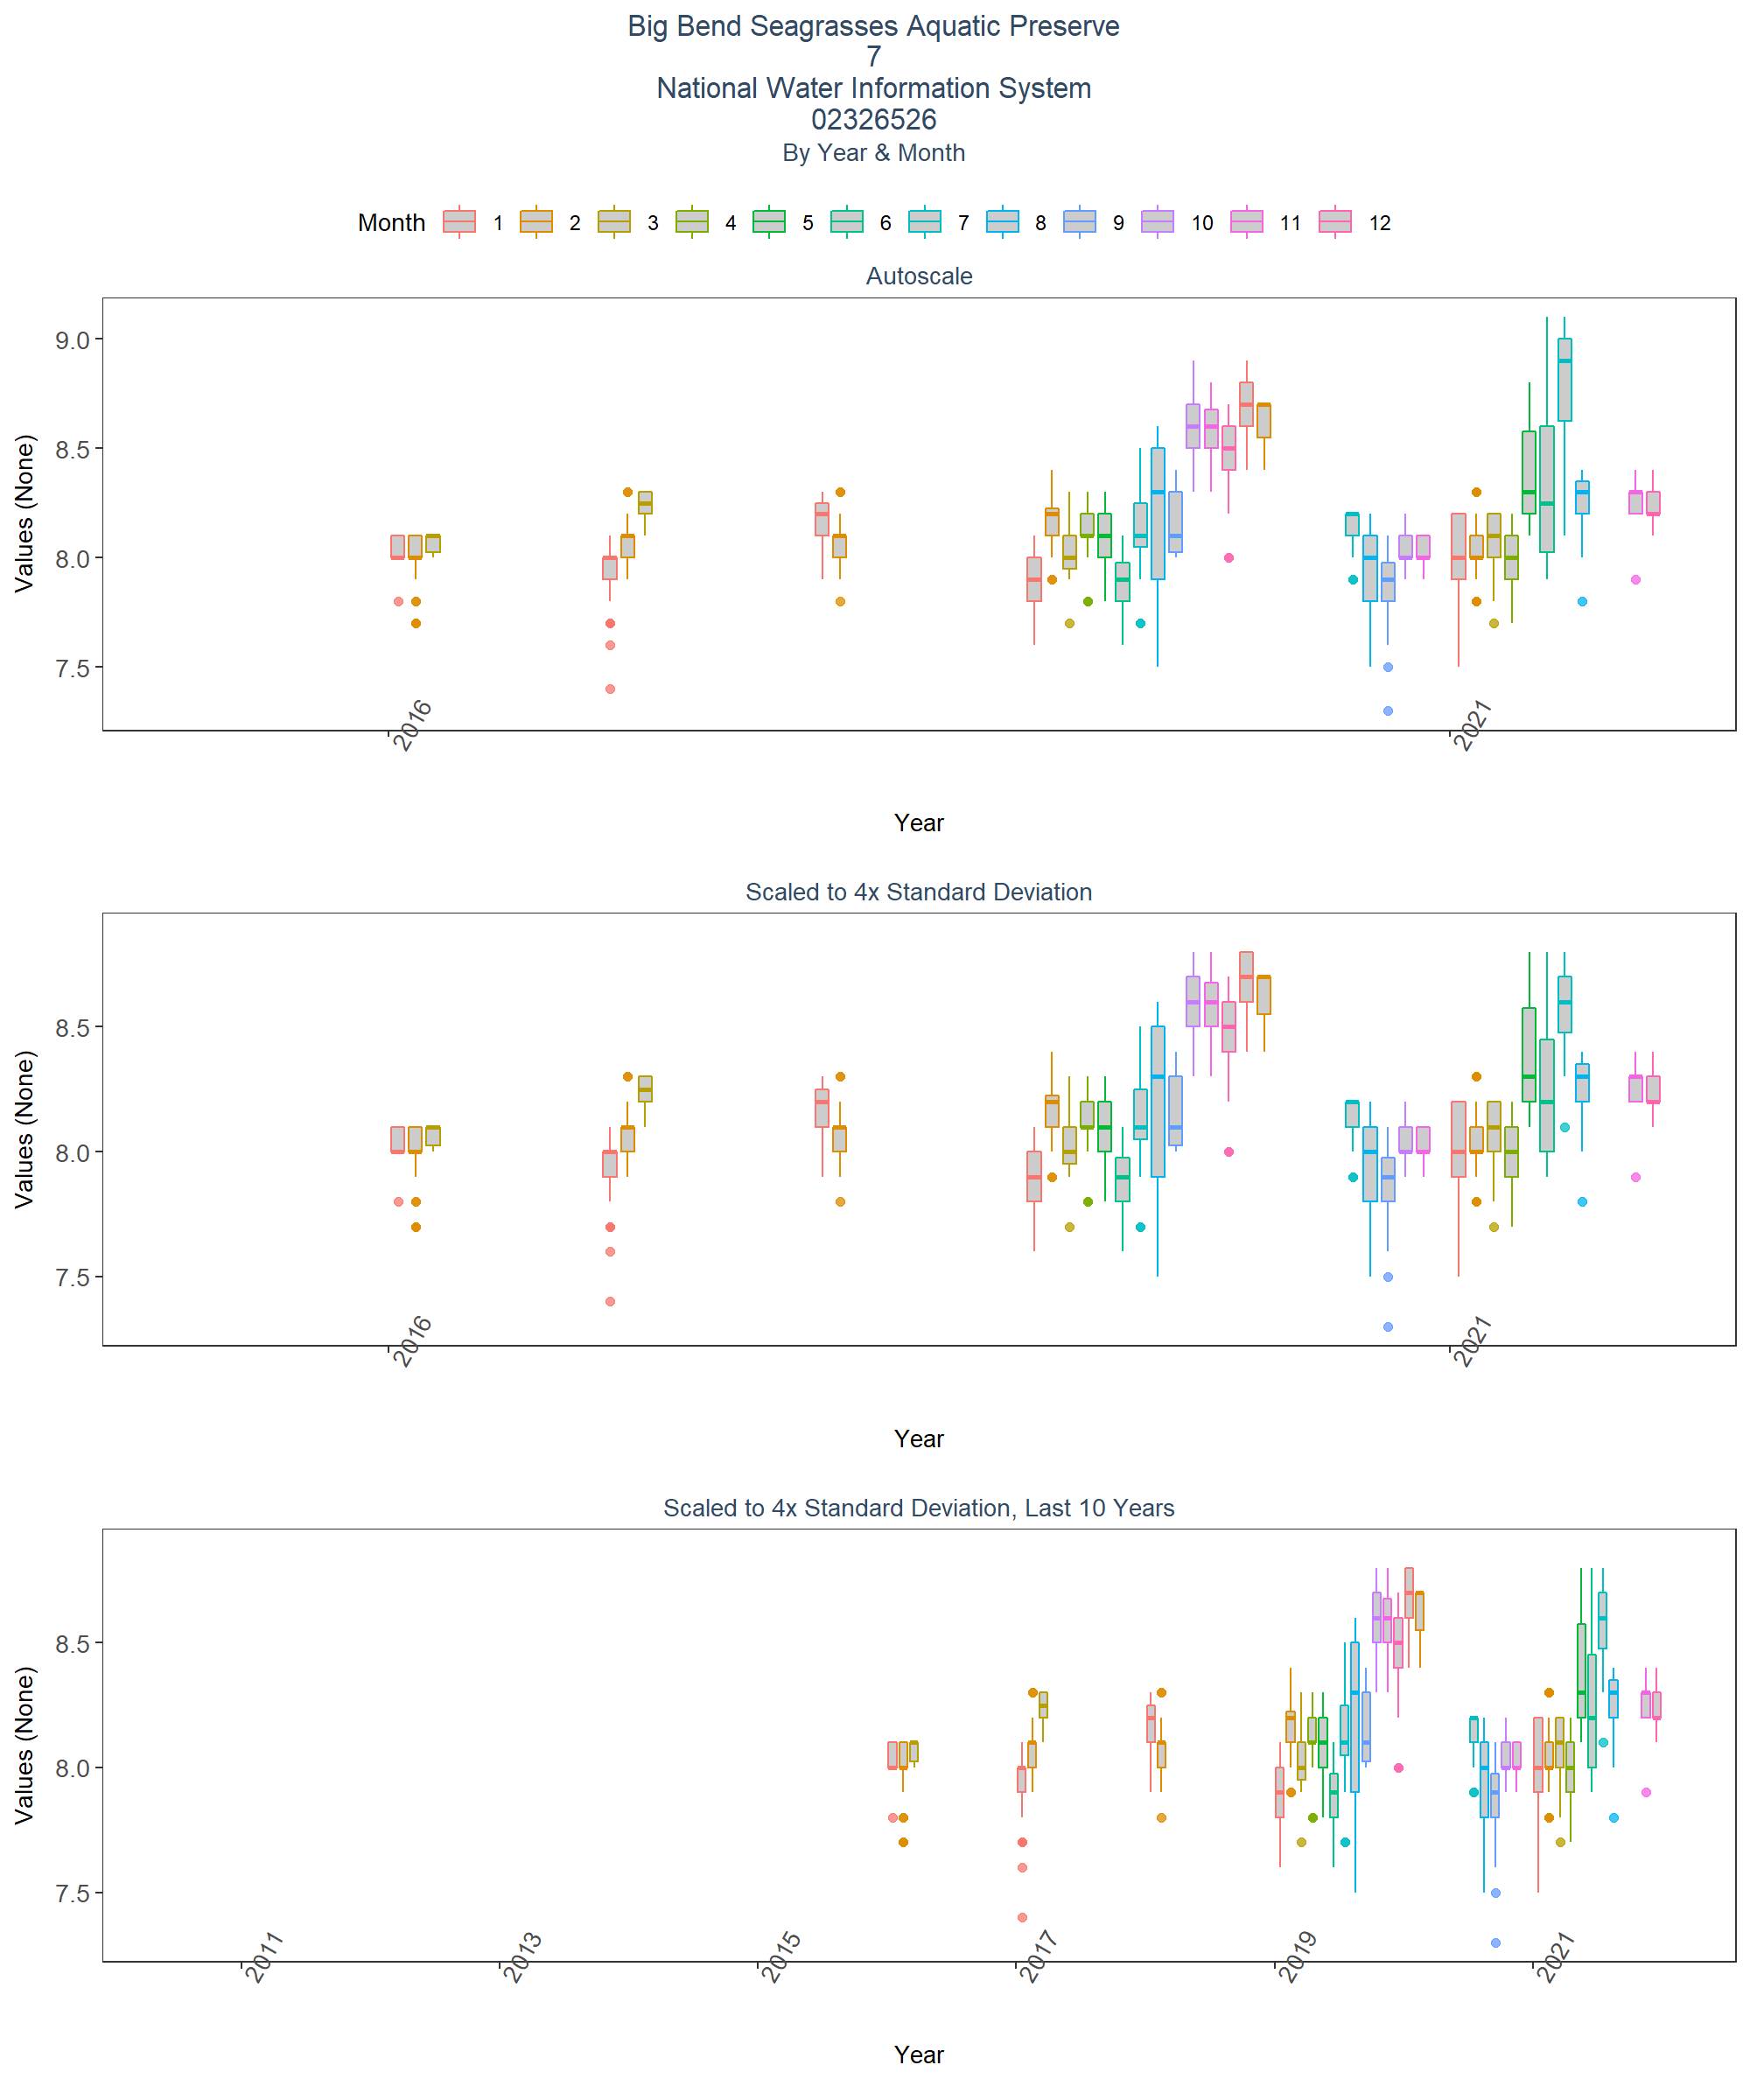 Big Bend Seagrasses Aquatic Preserve
7
National Water Information System
02326526
By Year & Month
Month 1 2 3 4 5 6 7 8 9 10 11 12
Autoscale
Values (None)
9.0
8.5
8.0
7.5
2016 2021
Year
Scaled to 4x Standard Deviation
Values (None)
8.5
8.0
7.5
2016 2021
Year
Scaled to 4x Standard Deviation, Last 10 Years
Values (None)
8.5
8.0
7.5
2011 2013 2015 2017 2019 2021
Year